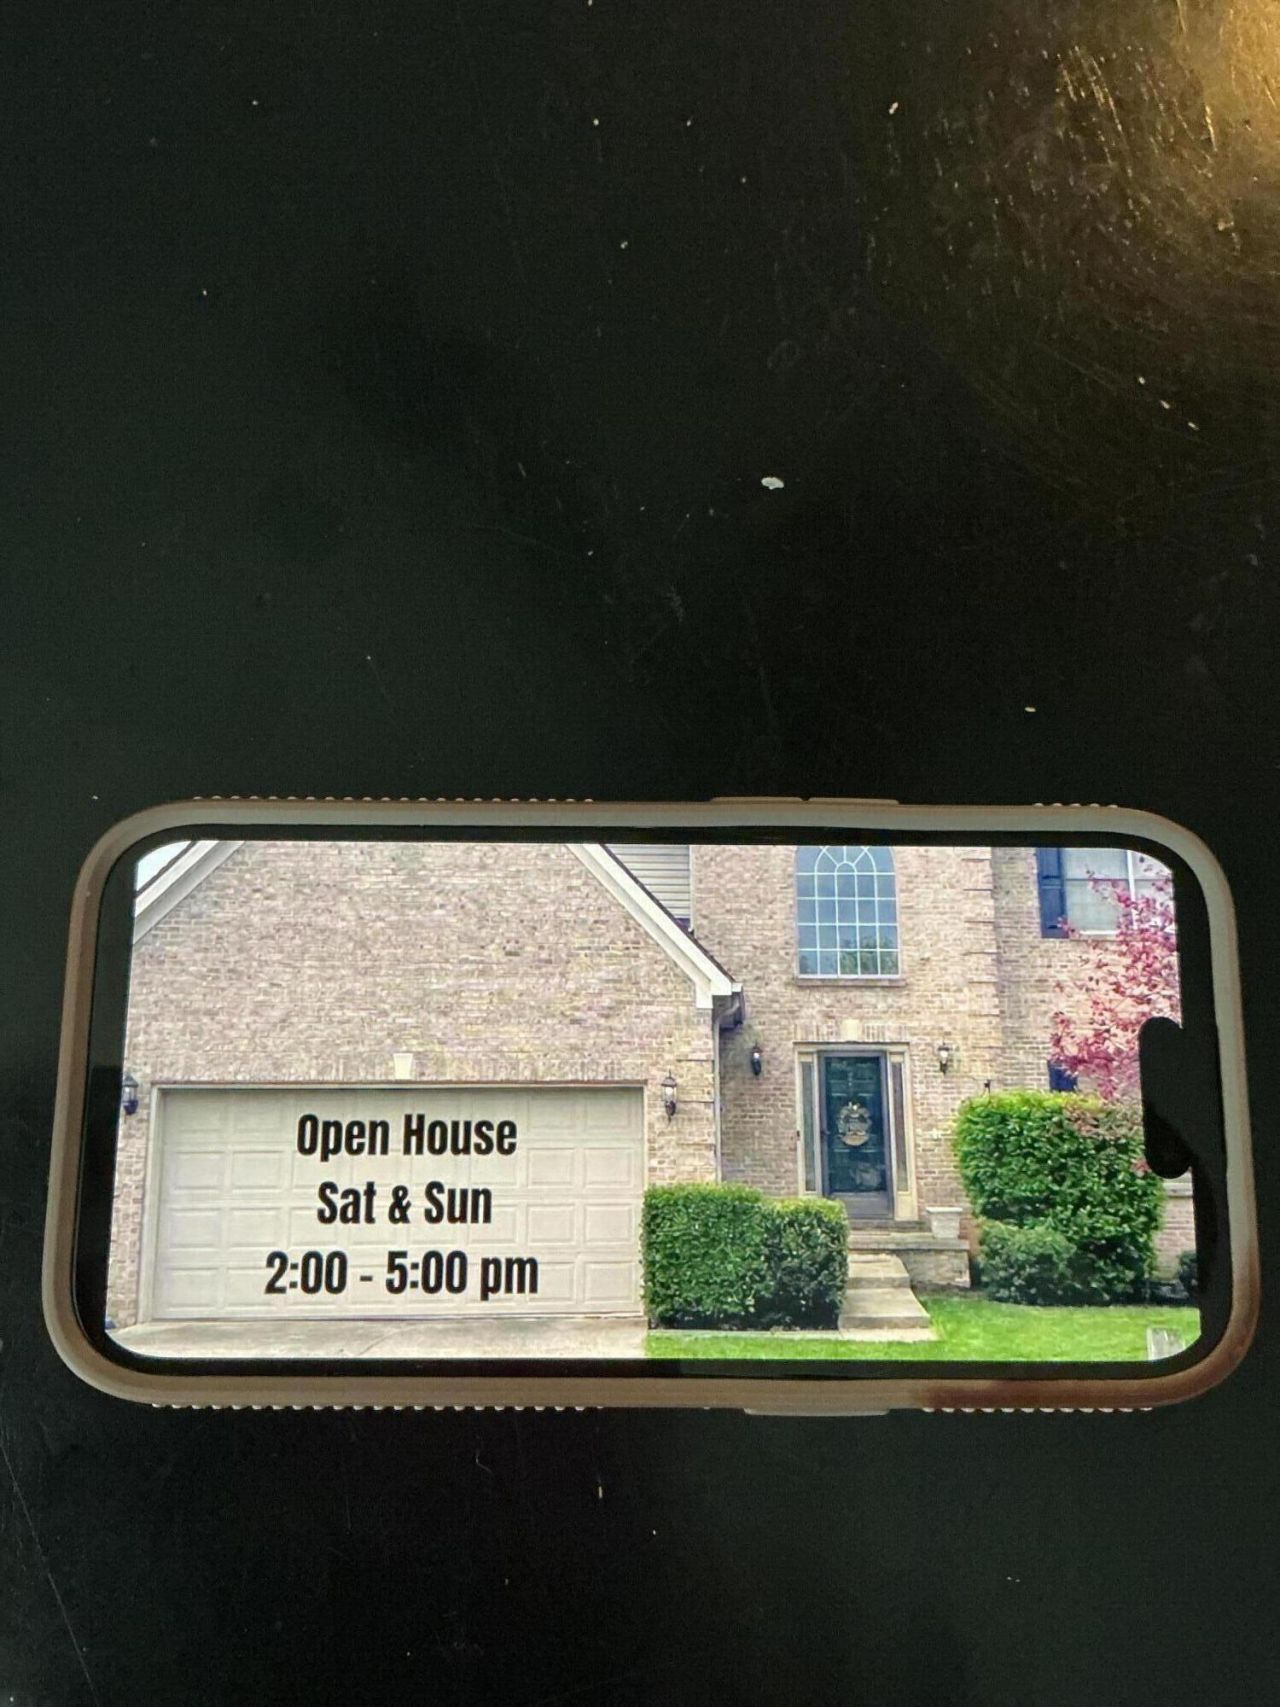 Open House
Sat & Sun
2:00 - 5:00 pm